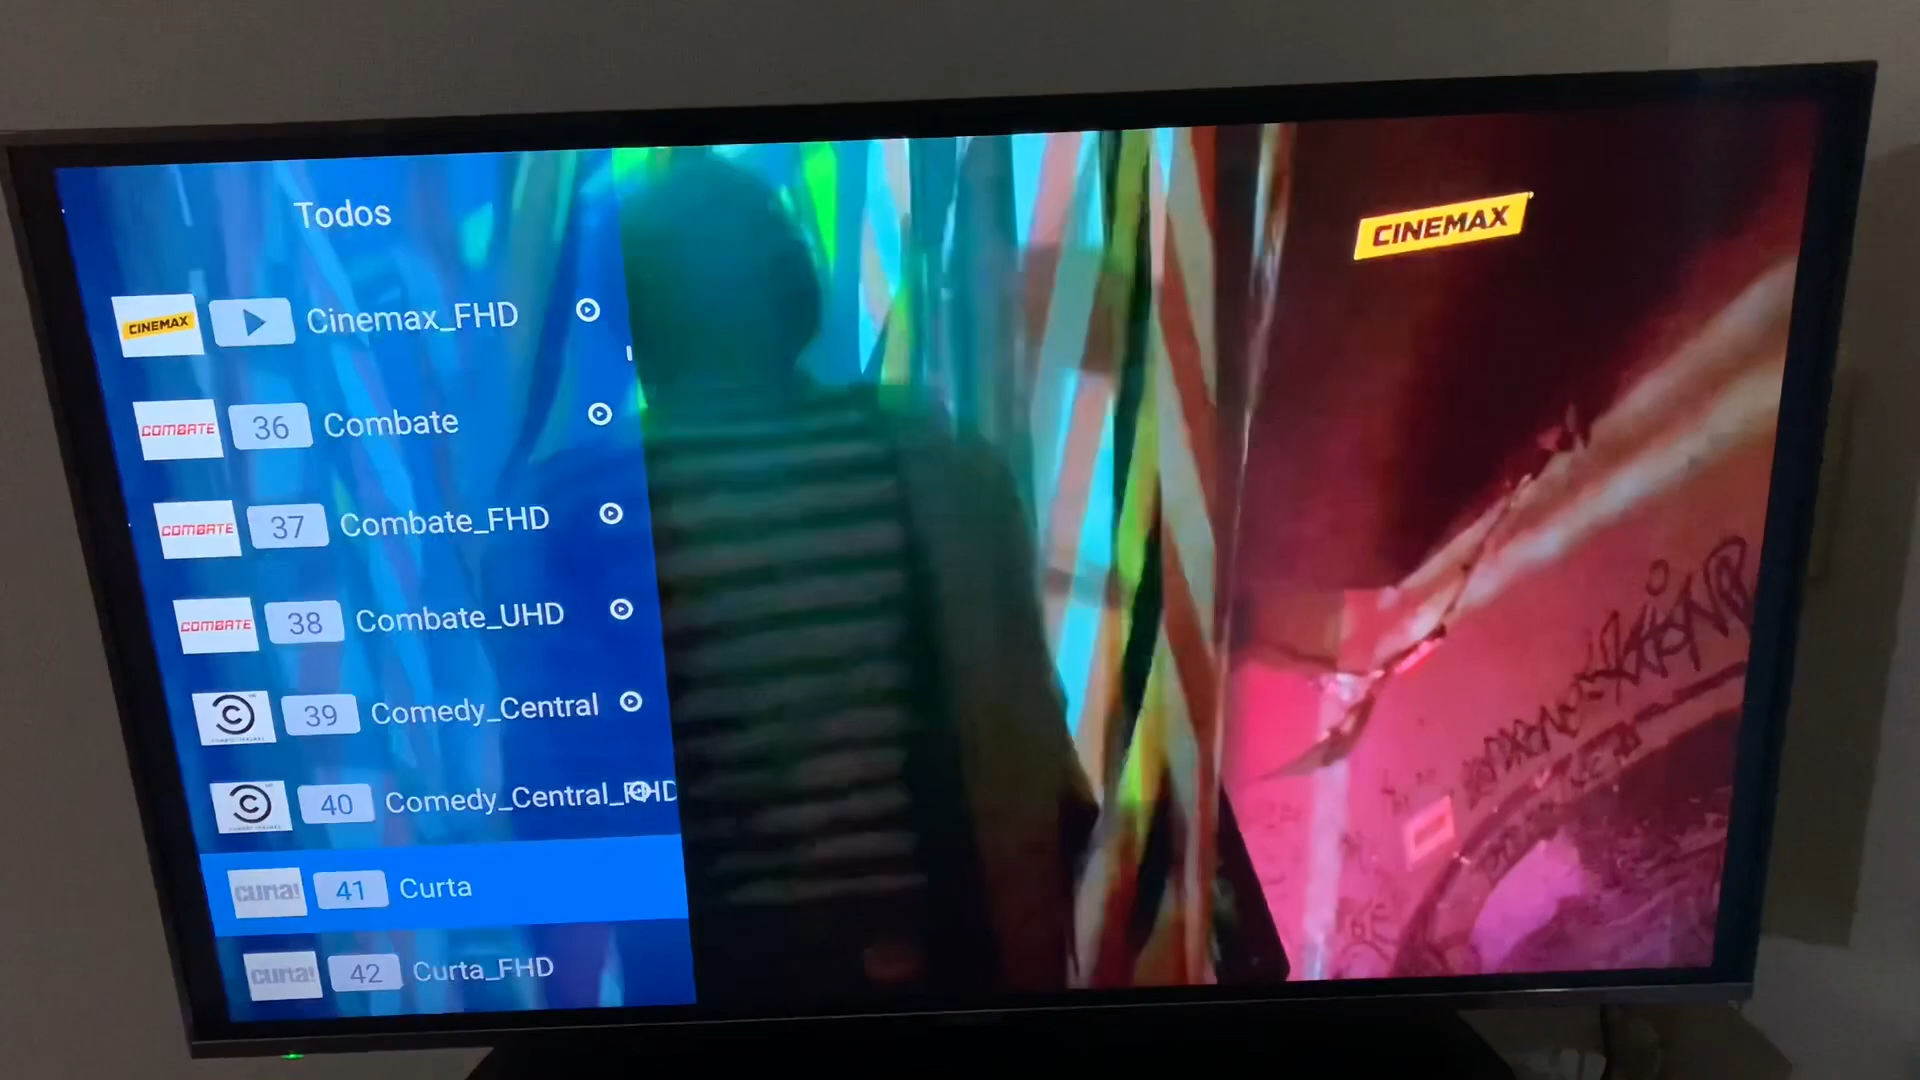 Todos
CINEMAX
CINEMAX Cinemax_FHD
COMBATE 36 Combate
COMBATE 37 Combate_FHD
COMBATE 38 Combate_UHD
39 Comedy_Central
40 Comedy_Central_FHD
curta! 41 Curta
curta! 42 Curta_FHD